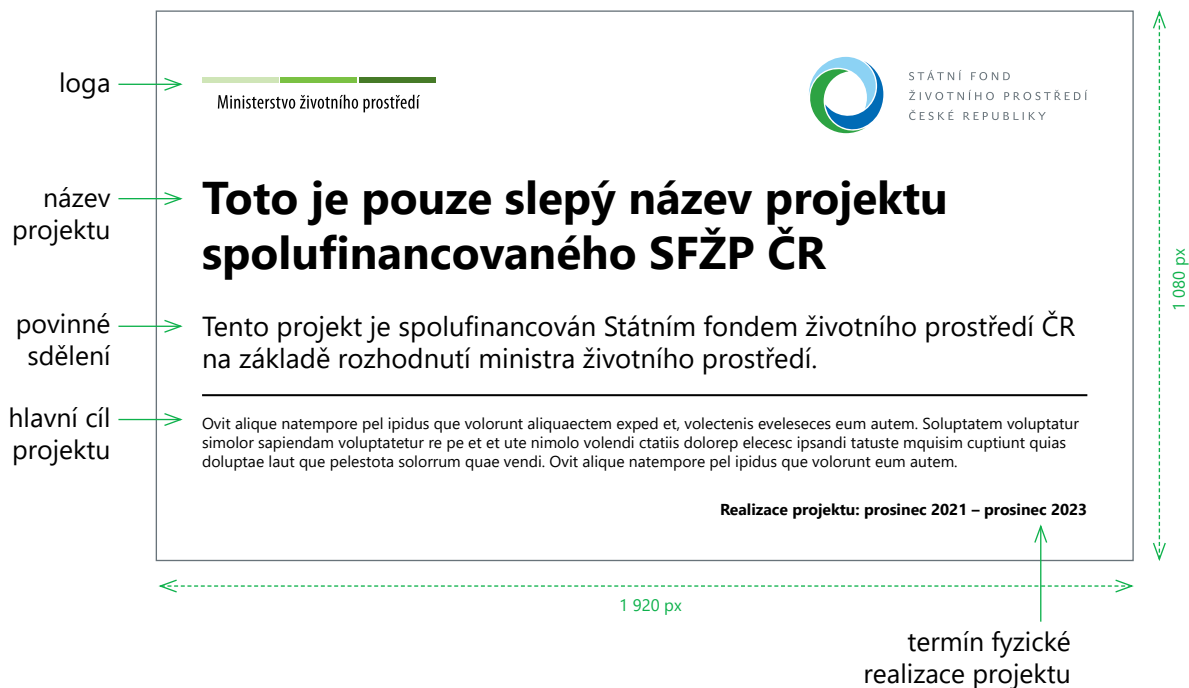 loga
Ministerstvo životního prostředí
STÁTNÍ FOND
ŽIVOTNÍHO PROSTŘEDÍ
ČESKÉ REPUBLIKY
název
projektu
Toto je pouze slepý název projektu
spolufinancovaného SFŽP ČR
povinné
sdělení
Tento projekt je spolufinancován Státním fondem životního prostředí ČR
na základě rozhodnutí ministra životního prostředí.
hlavní cíl
projektu
Ovit alique natempore pel ipidus que volorunt aliquaectem exped et, volectenis eveleseces eum autem. Soluptatem voluptatur
simolor sapiendam voluptatetur re pe et et ute nimolo volendi ctatiis dolorep elecesc ipsandi tatuste mquisim cuptiunt quias
doluptae laut que pelestota solorrum quae vendi. Ovit alique natempore pel ipidus que volorunt eum autem.
Realizace projektu: prosinec 2021 – prosinec 2023
1 080 px
1 920 px
termín fyzické
realizace projektu